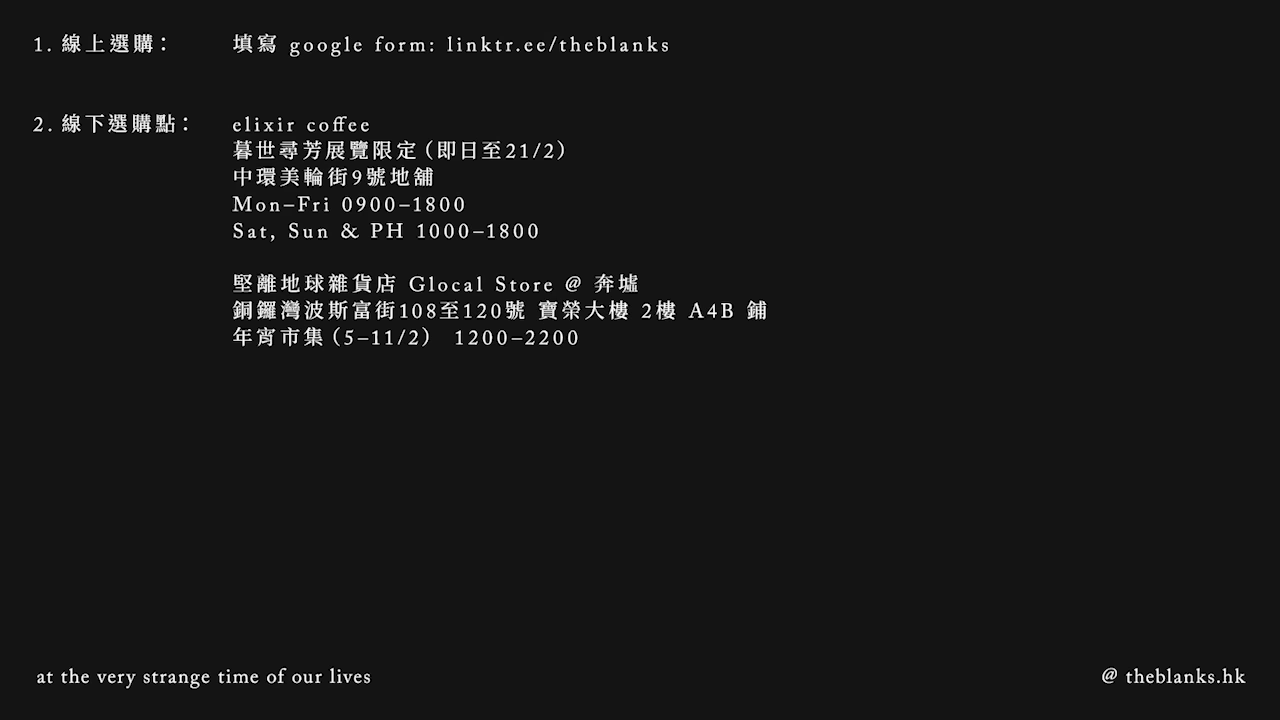 1. 線上選購： 填寫 google form: linktr.ee/theblanks
2. 線下選購點： elixir coffee
暮世尋芳展覽限定（即日至21/2）
中環美輪街9號地舖
Mon–Fri 0900–1800
Sat, Sun & PH 1000–1800
堅離地球雜貨店 Glocal Store @ 奔墟
銅鑼灣波斯富街108至120號 寶榮大樓 2樓 A4B 鋪
年宵市集（5–11/2） 1200–2200
at the very strange time of our lives
@ theblanks.hk